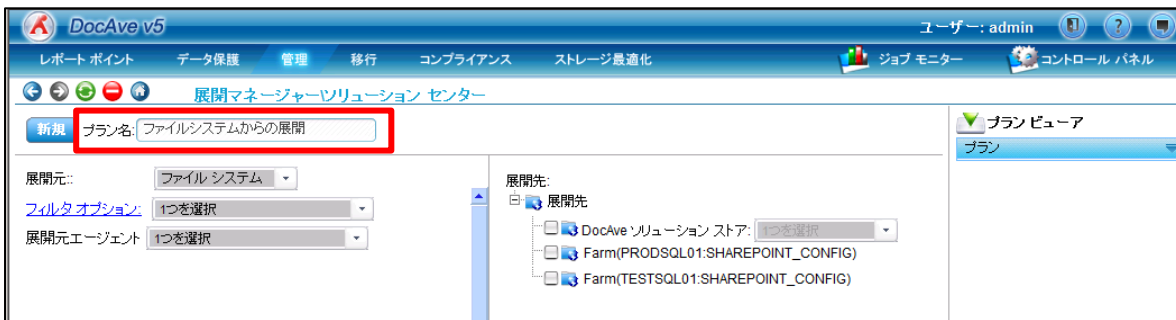 DocAve v5 ユーザー: admin
レポート ポイント データ保護 管理 移行 コンプライアンス ストレージ最適化 ジョブ モニター コントロール パネル
展開マネージャー\ソリューション センター
新規 プラン名: ファイルシステムからの展開
プラン ビューア
プラン
展開元::  ファイル システム
フィルタ オプション: 1つを選択
展開元エージェント 1つを選択
展開先:
展開先
DocAve ソリューション ストア: 1つを選択
Farm(PRODSQL01:SHAREPOINT_CONFIG)
Farm(TESTSQL01:SHAREPOINT_CONFIG)